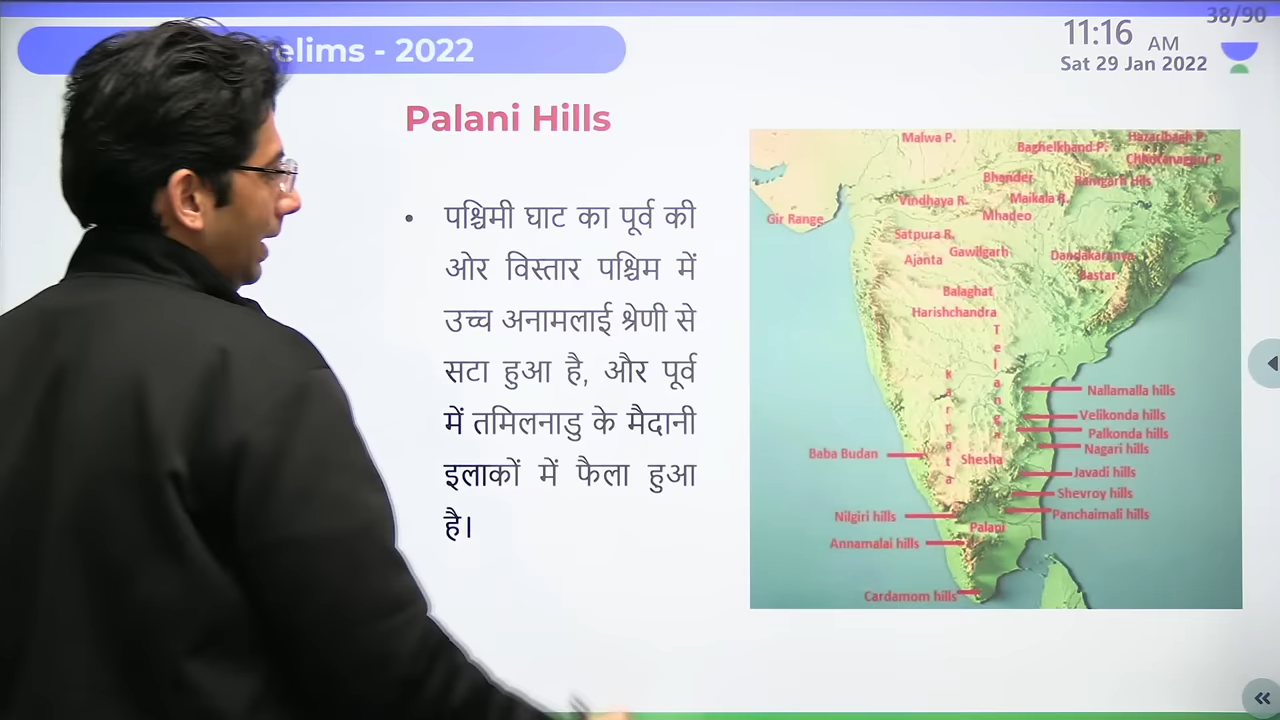 38/90
11:16 AM
Sat 29 Jan 2022
elims - 2022
Palani Hills
• पश्चिमी घाट का पूर्व की
ओर विस्तार पश्चिम में
उच्च अनामलाई श्रेणी से
सटा हुआ है, और पूर्व
में तमिलनाडु के मैदानी
इलाकों में फैला हुआ
है।
Malwa P.
Baghelkhand P.
Hazaribagh P.
Chhotanagpur P
Bhander
Ramgarh Hils
Vindhaya R.
Maikala R.
Mhadeo
Gir Range
Satpura R.
Gawilgarh
Ajanta
Dandakaranya
Bastar
Balaghat
Harishchandra
Telangana
Karnata
Nallamalla hills
Velikonda hills
Palkonda hills
Nagari hills
Baba Budan
Shesha
Javadi hills
Shevroy hills
Panchaimali hills
Nilgiri hills
Palani
Annamalai hills
Cardamom hills